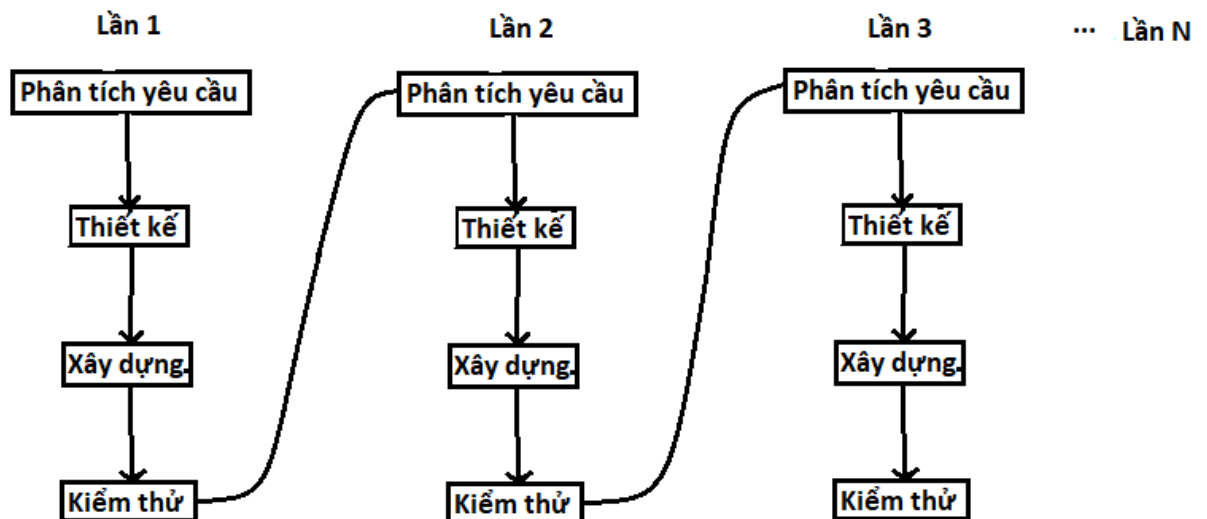 Lần 1
Lần 2
Lần 3
... Lần N
Phân tích yêu cầu
Phân tích yêu cầu
Phân tích yêu cầu
Thiết kế
Thiết kế
Thiết kế
Xây dựng
Xây dựng
Xây dựng
Kiểm thử
Kiểm thử
Kiểm thử